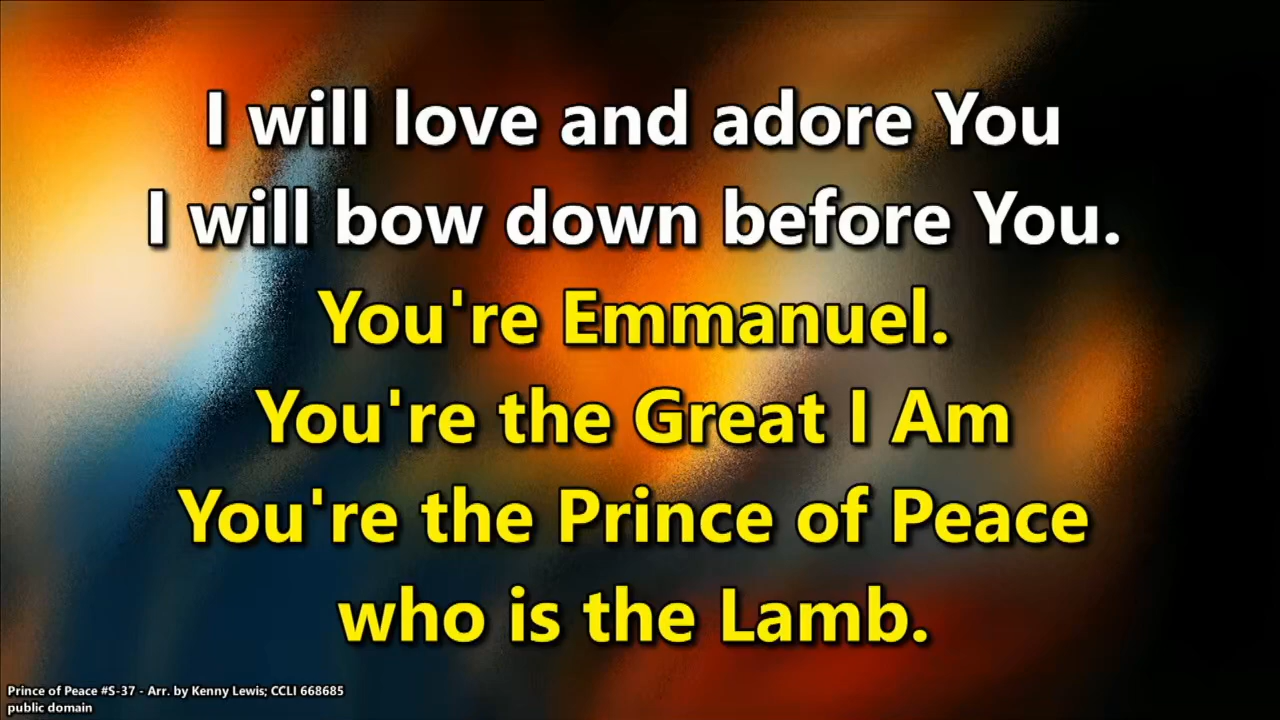 I will love and adore You
I will bow down before You.
You're Emmanuel.
You're the Great I Am
You're the Prince of Peace
who is the Lamb.
Prince of Peace #S-37 - Arr. by Kenny Lewis; CCLI 668685
public domain